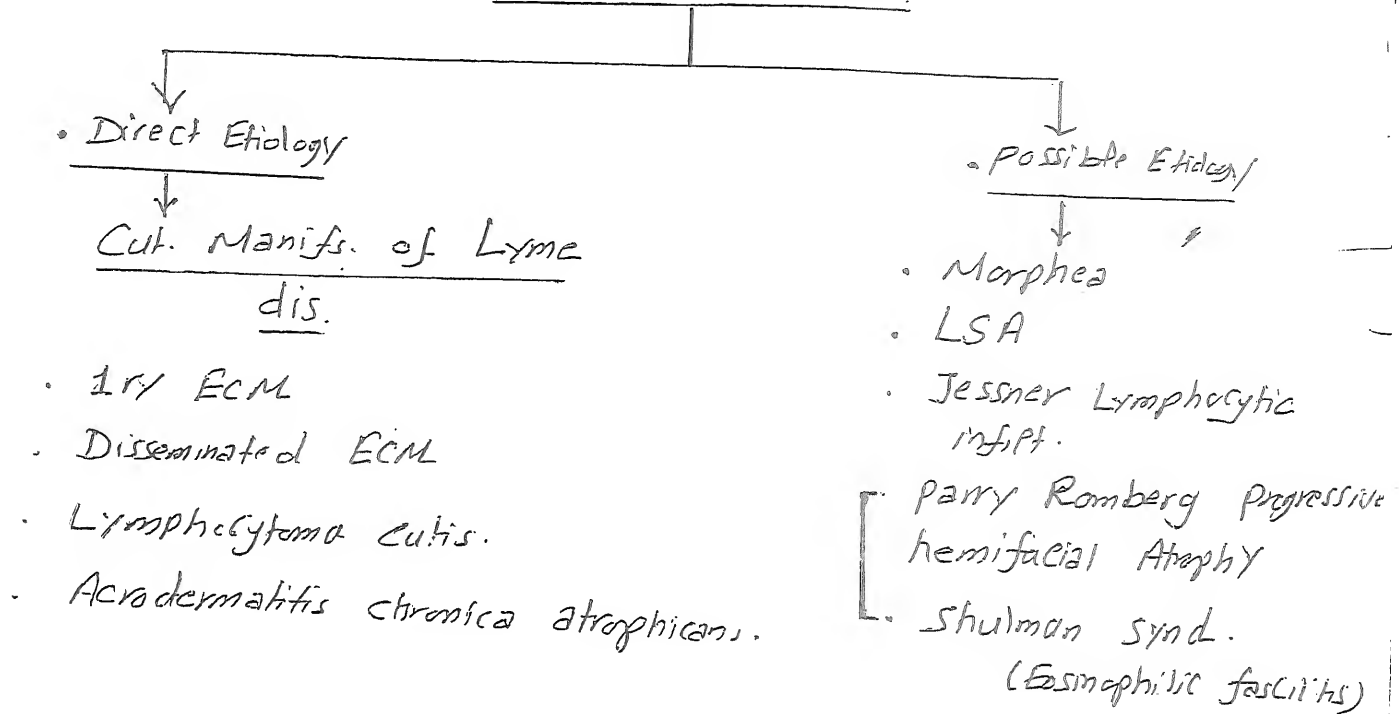 . Direct Etiology
Cut. Manifs. of Lyme
dis.
. 1ry ECM
. Disseminated ECM
. Lymphocytoma cutis.
. Acrodermatitis chronica atrophicans.
. Possible Etiology
. Morphea
. LSA
. Jessner Lymphocytic
infilt.
. Parry Romberg progressive
hemifacial Atrophy
. Shulman synd.
(Eosinophilic fasciitis)